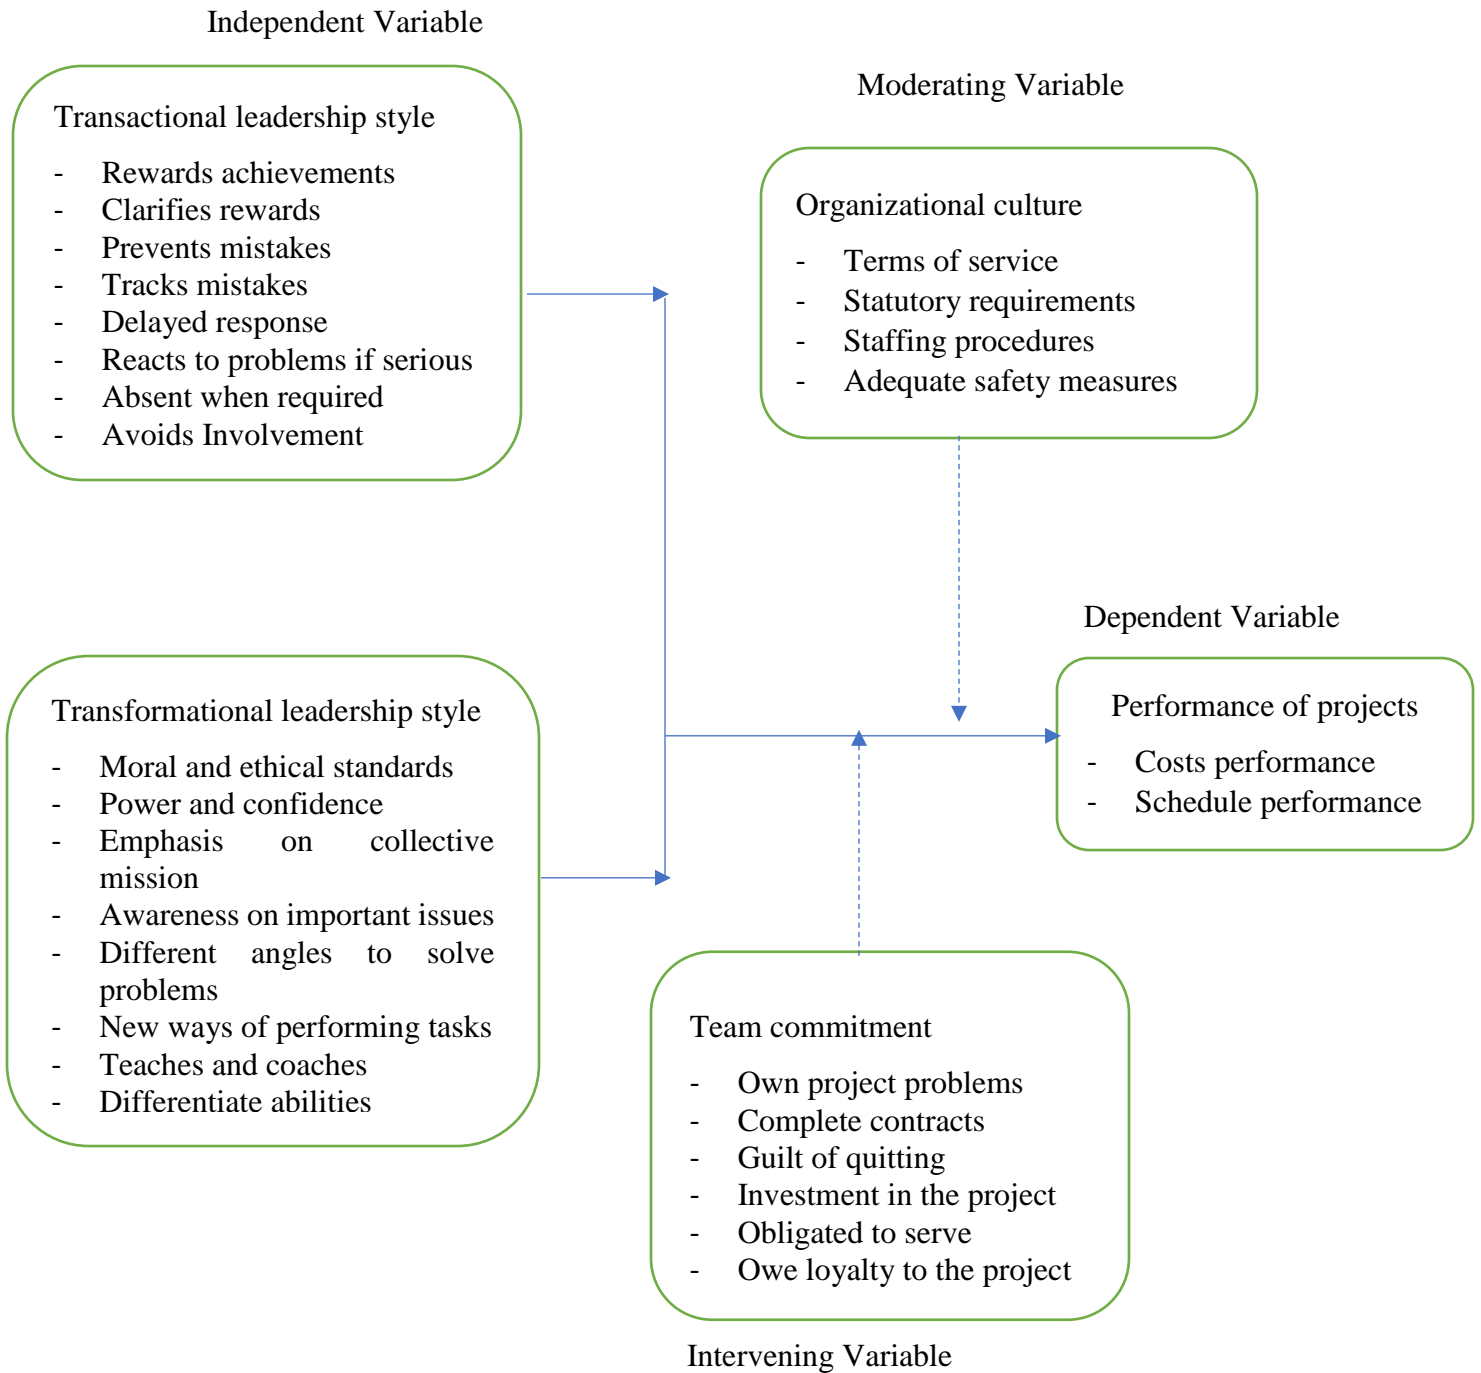 Independent Variable
Transactional leadership style
- Rewards achievements
- Clarifies rewards
- Prevents mistakes
- Tracks mistakes
- Delayed response
- Reacts to problems if serious
- Absent when required
- Avoids Involvement
Moderating Variable
Organizational culture
- Terms of service
- Statutory requirements
- Staffing procedures
- Adequate safety measures
Dependent Variable
Performance of projects
- Costs performance
- Schedule performance
Transformational leadership style
- Moral and ethical standards
- Power and confidence
- Emphasis on collective
mission
- Awareness on important issues
- Different angles to solve
problems
- New ways of performing tasks
- Teaches and coaches
- Differentiate abilities
Team commitment
- Own project problems
- Complete contracts
- Guilt of quitting
- Investment in the project
- Obligated to serve
- Owe loyalty to the project
Intervening Variable